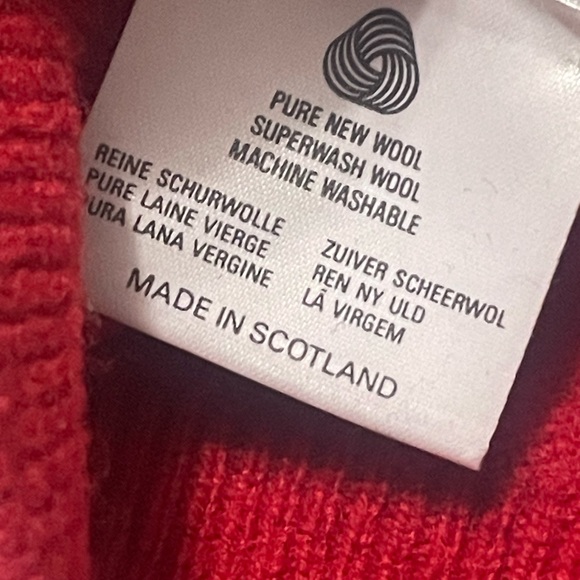 PURE NEW WOOL
SUPERWASH WOOL
MACHINE WASHABLE
REINE SCHURWOLLE
PURE LAINE VIERGE
URA LANA VERGINE
ZUIVER SCHEERWOL
REN NY ULD
LÃ VIRGEM
MADE IN SCOTLAND